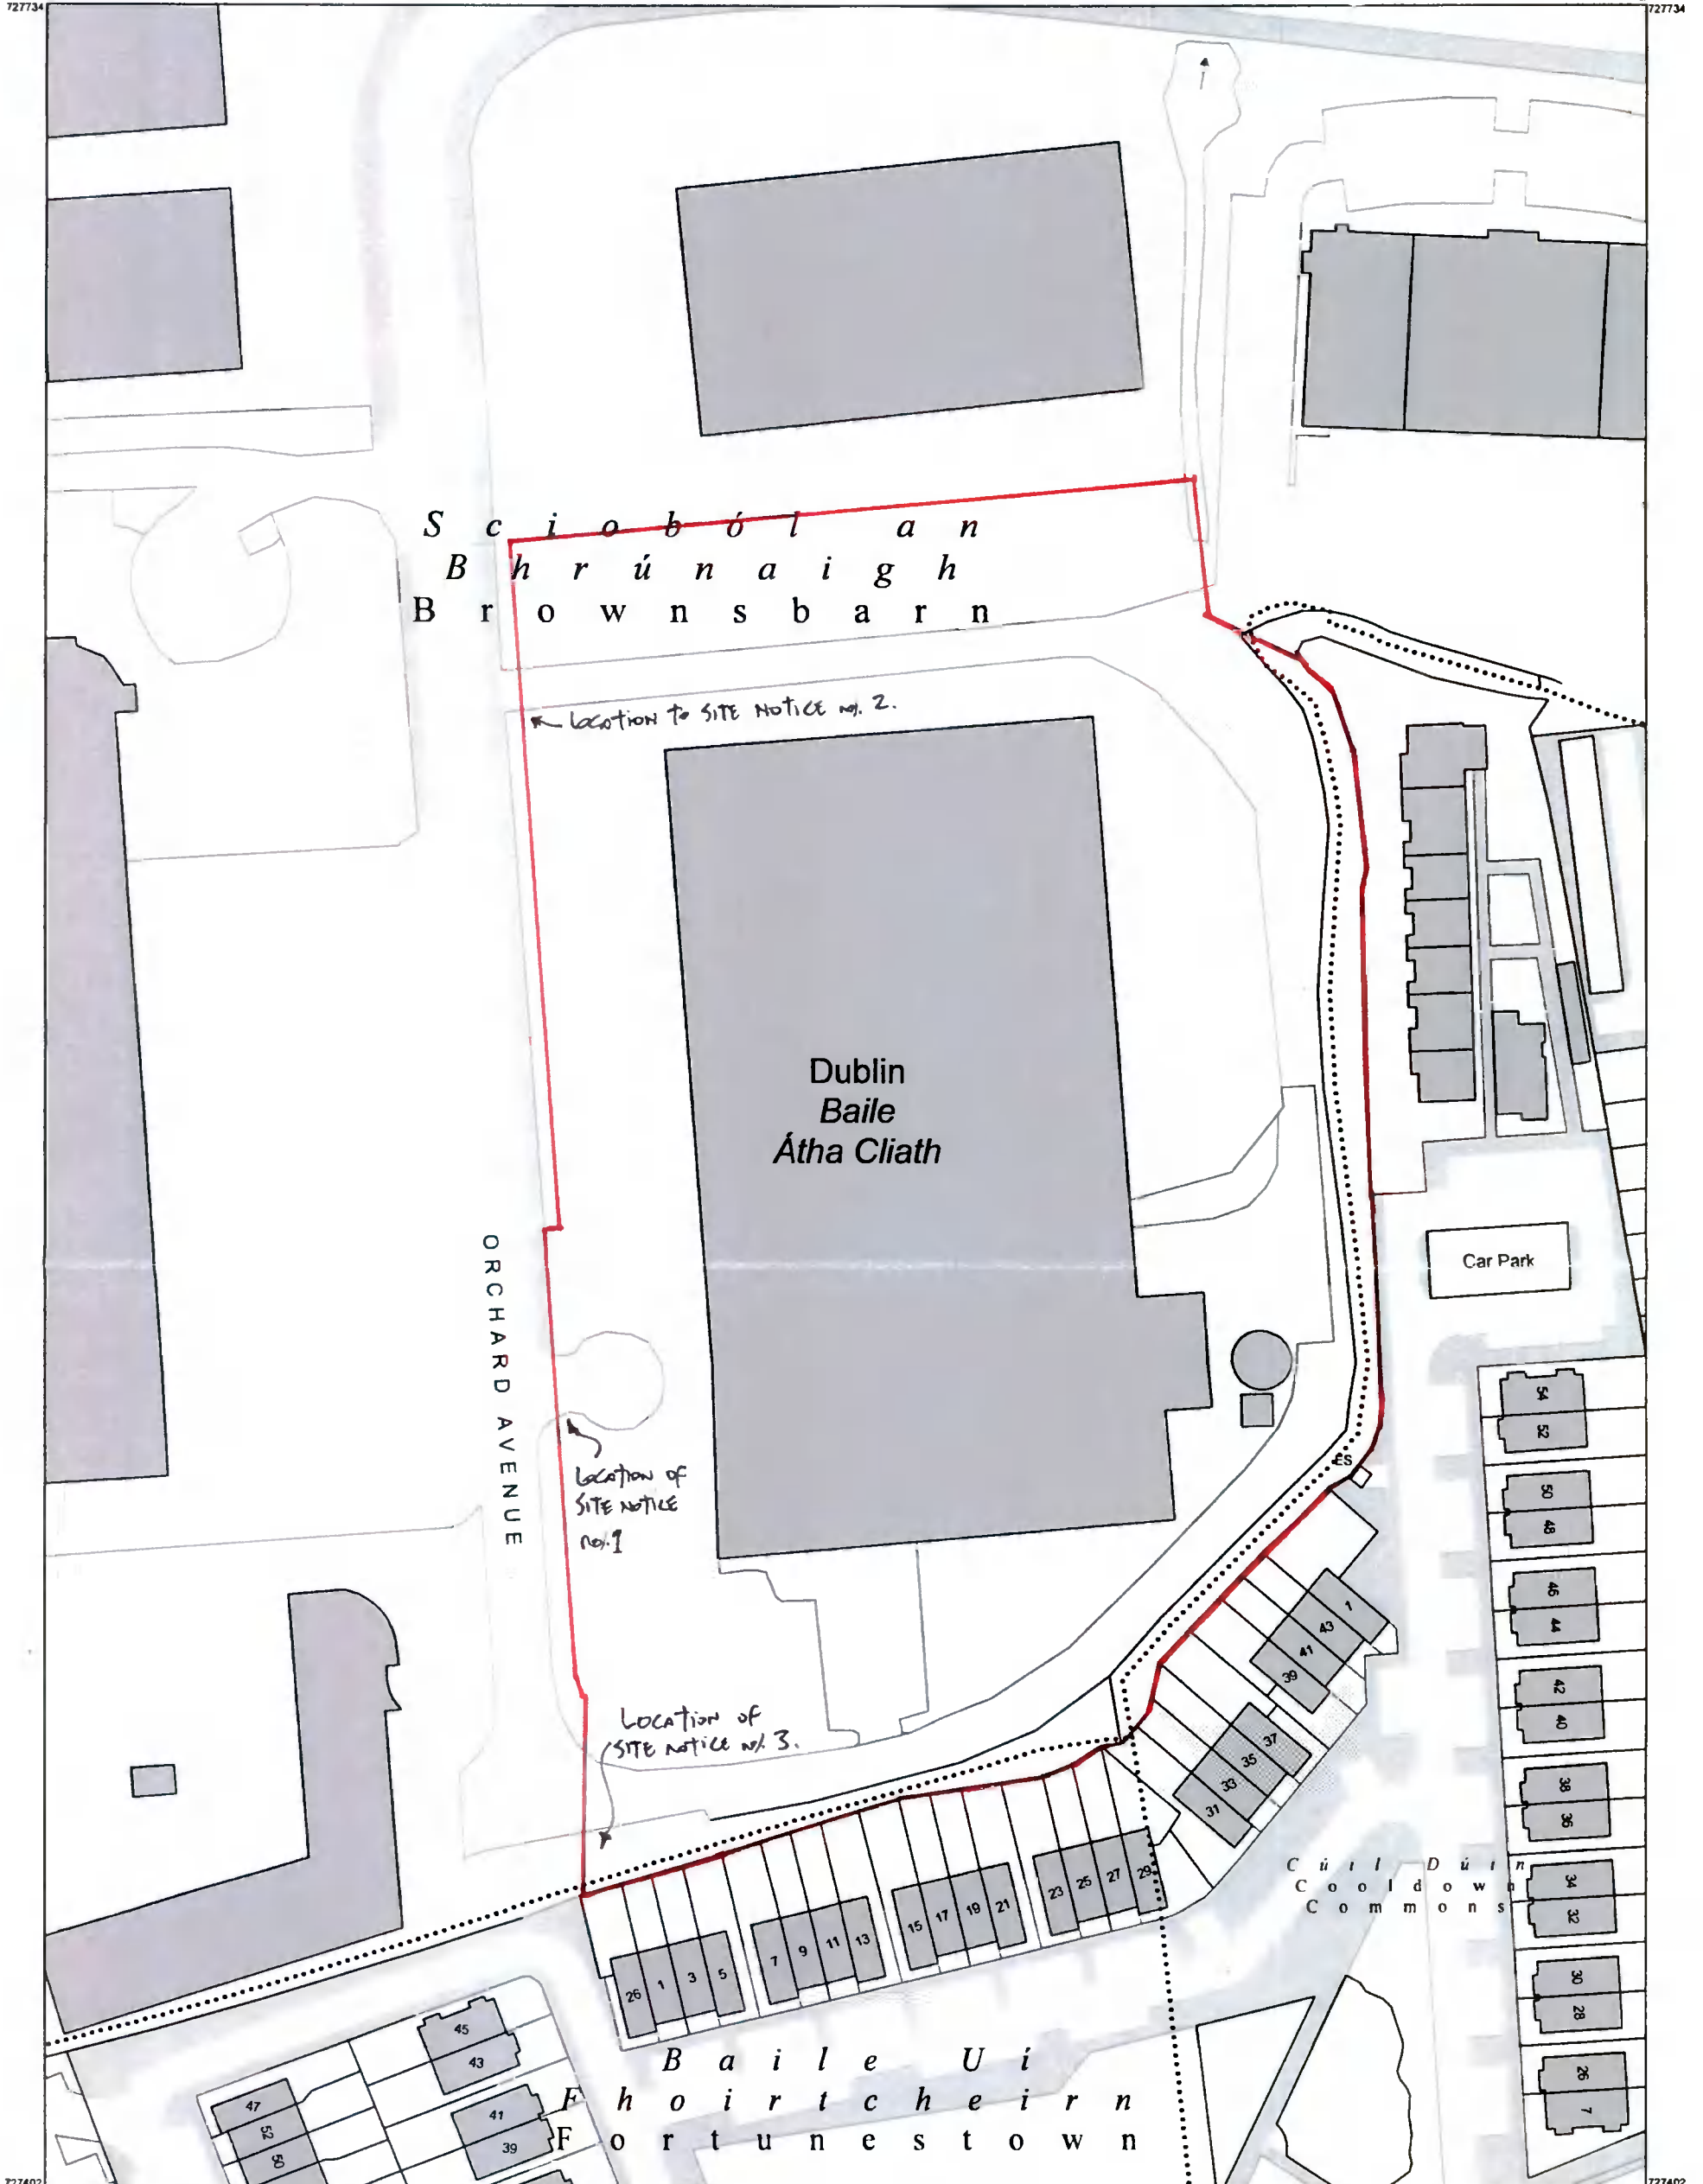 727734
727734
Scioból an
Bhrúnaigh
Brownsbarn
LOCATION TO SITE NOTICE no. 2.
Dublin
Baile
Átha Cliath
ORCHARD AVENUE
Car Park
LOCATION OF
SITE NOTICE
no. 1
ES
LOCATION OF
SITE NOTICE no. 3.
54
52
50
48
46
44
42
40
38
36
34
32
30
28
26
7
1
43
41
39
37
35
33
31
29
27
25
23
21
19
17
15
13
11
9
7
5
3
1
26
Cúil Dúin
Cooldown
Commons
45
43
41
39
47
52
50
Baile Uí
Fhoirtcheirn
Fortunestown
727402
727402